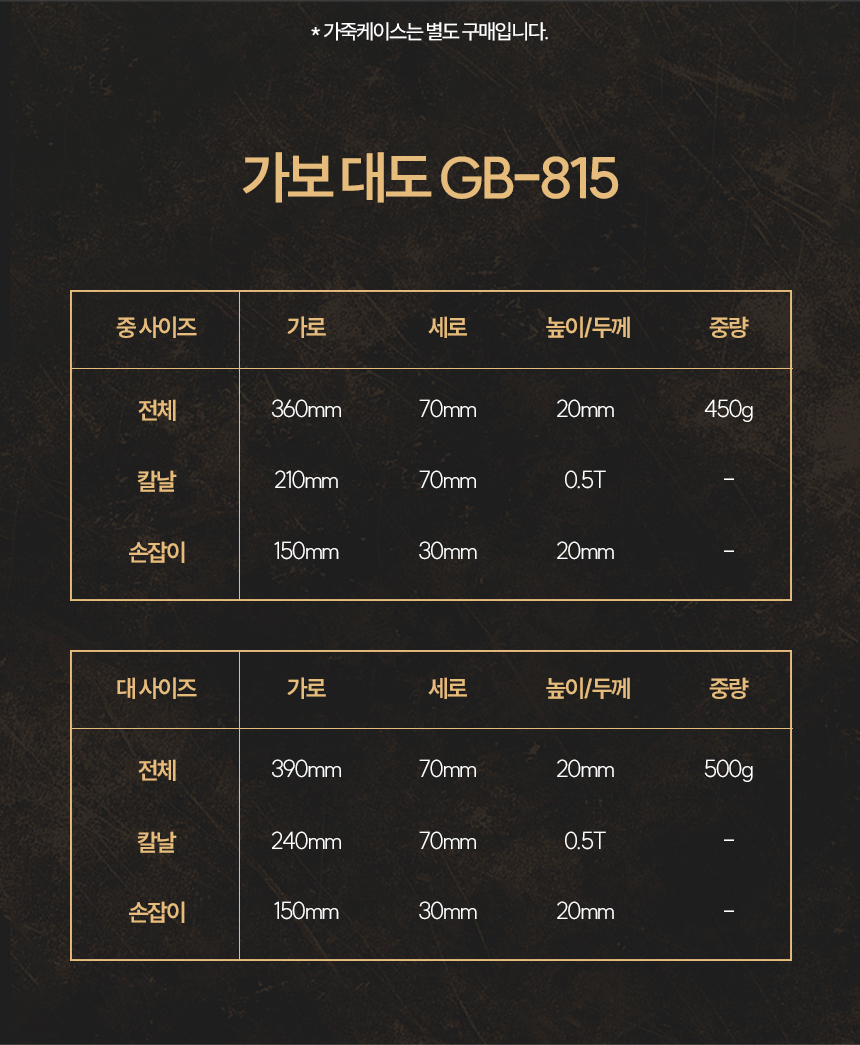 * 가죽케이스는 별도 구매입니다.
가보 대도 GB-815
중 사이즈 가로 세로 높이/두께 중량
전체 360mm 70mm 20mm 450g
칼날 210mm 70mm 0.5T -
손잡이 150mm 30mm 20mm -
대 사이즈 가로 세로 높이/두께 중량
전체 390mm 70mm 20mm 500g
칼날 240mm 70mm 0.5T -
손잡이 150mm 30mm 20mm -